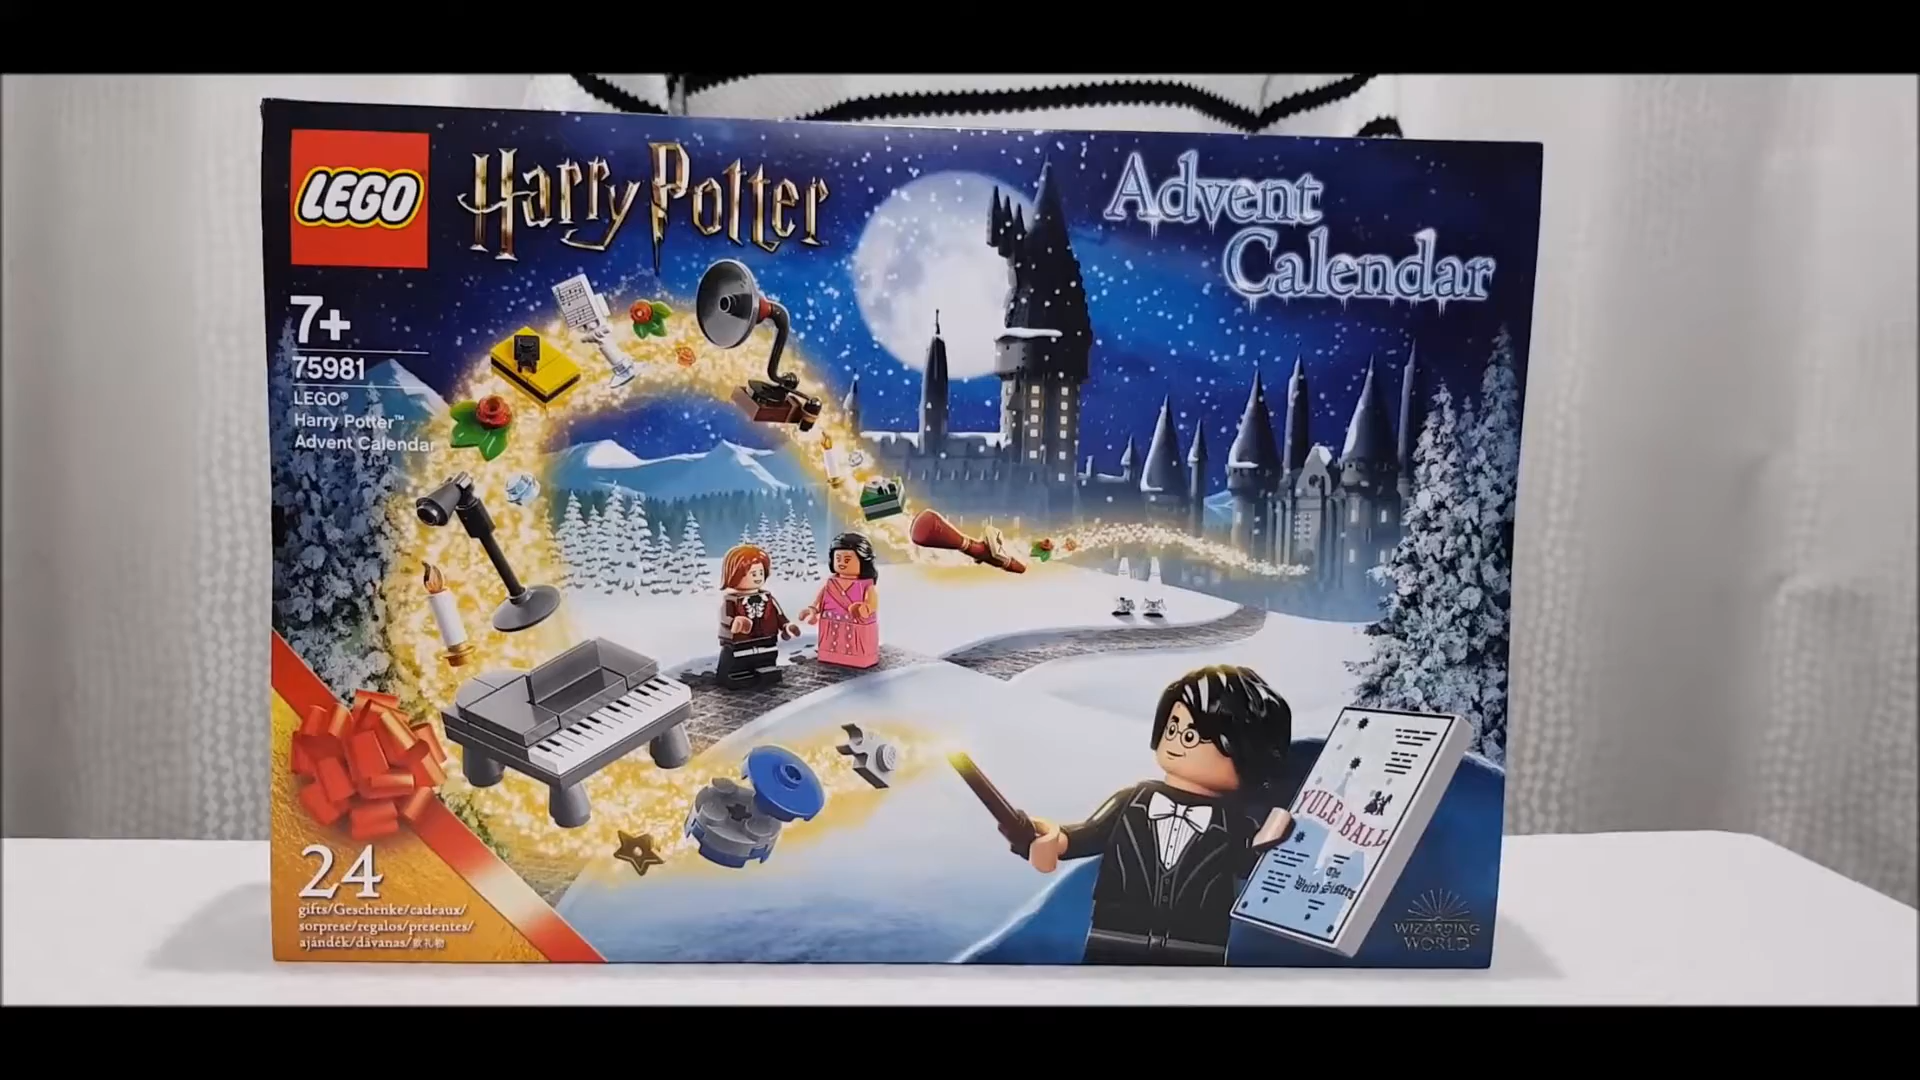 LEGO
Harry Potter
Advent
Calendar
7+
75981
LEGO®
Harry Potter™
Advent Calendar
YULE BALL
The
Weird Sisters
24
gifts/Geschenke/cadeaux/
sorprese/regalos/presentes/
ajándék/dāvanas/献礼物
WIZARDING
WORLD